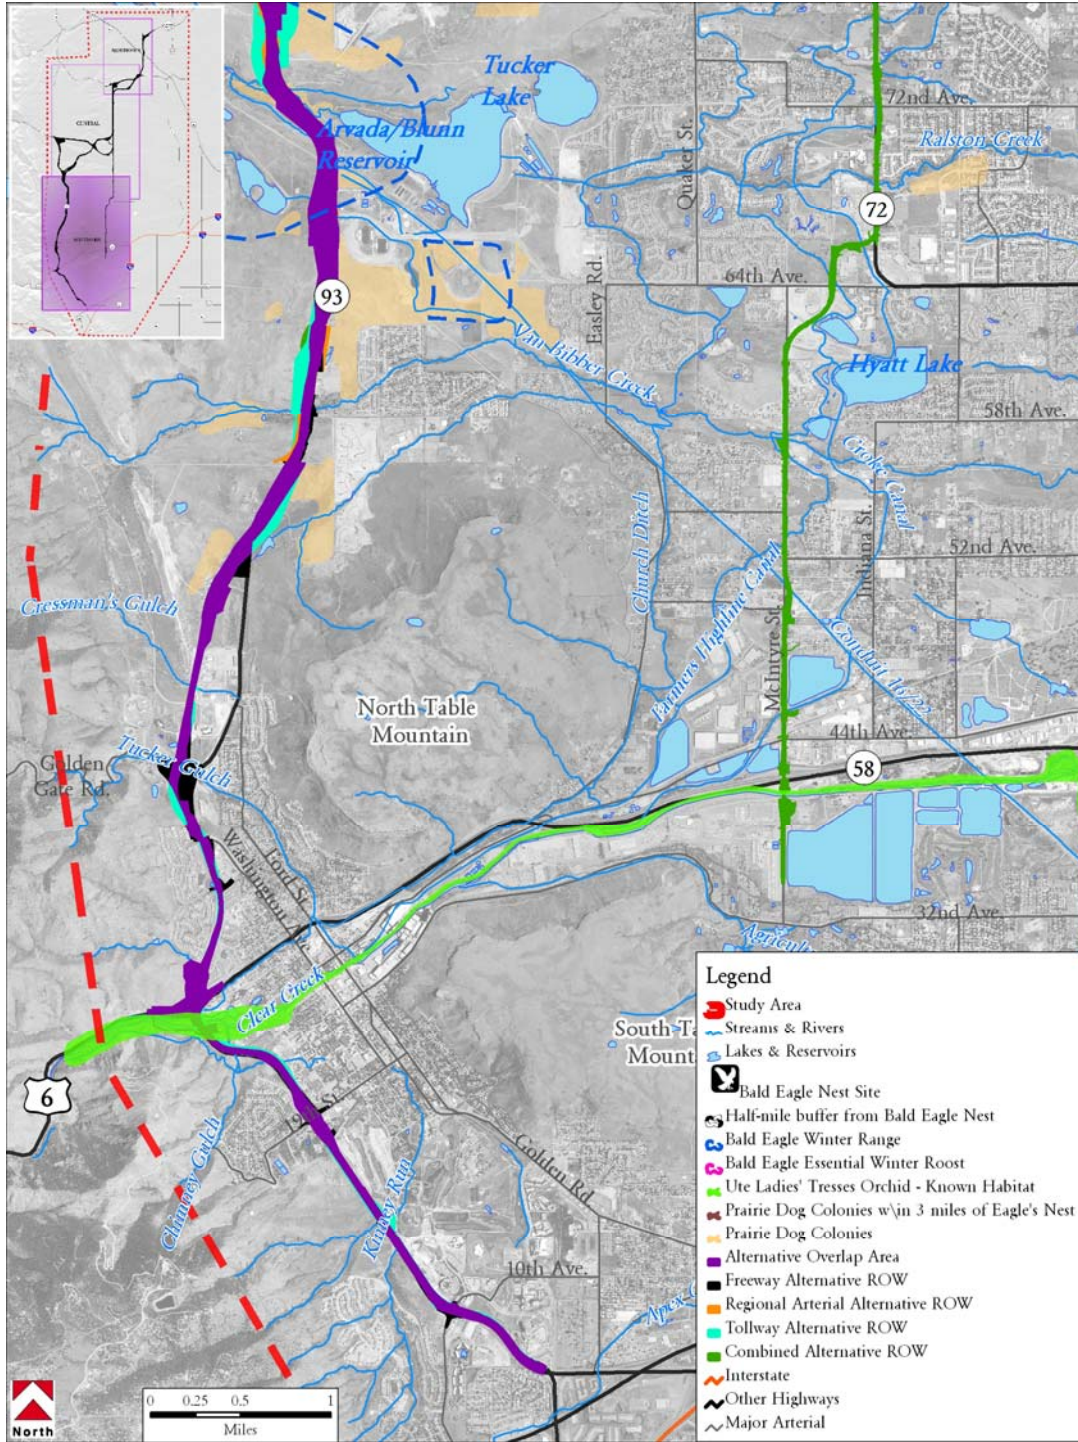 CENTRAL
Tucker
Lake
72nd Ave.
Arvada/Blunn
Reservoir
Quaker St.
Ralston Creek
72
64th Ave.
93
Easley Rd.
Van Bibber Creek
Hyatt Lake
58th Ave.
Croke Canal
Church Ditch
Indiana St.
52nd Ave.
Farmers Highline Canal
Cressman's Gulch
McIntyre St.
Conduit 16/22
North Table
Mountain
44th Ave.
Tucker Gulch
Golden
Gate Rd.
58
Ford St.
Washington Ave.
32nd Ave.
Agricul
Clear Creek
South Ta
Mount
6
19th St.
Chimney Gulch
Kinney Run
Golden Rd.
10th Ave.
Apex G
Legend
Study Area
Streams & Rivers
Lakes & Reservoirs
Bald Eagle Nest Site
Half-mile buffer from Bald Eagle Nest
Bald Eagle Winter Range
Bald Eagle Essential Winter Roost
Ute Ladies' Tresses Orchid - Known Habitat
Prairie Dog Colonies w\in 3 miles of Eagle's Nest
Prairie Dog Colonies
Alternative Overlap Area
Freeway Alternative ROW
Regional Arterial Alternative ROW
Tollway Alternative ROW
Combined Alternative ROW
Interstate
Other Highways
Major Arterial
North
0 0.25 0.5 1
Miles